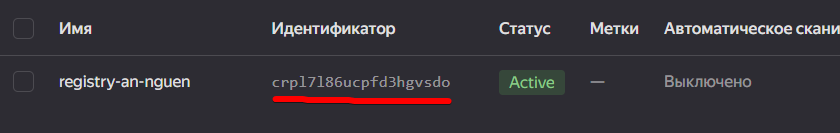 Имя Идентификатор Статус Метки Автоматическое скани
registry-an-nguen crpl7l86ucpfd3hgvsdo Active — Выключено